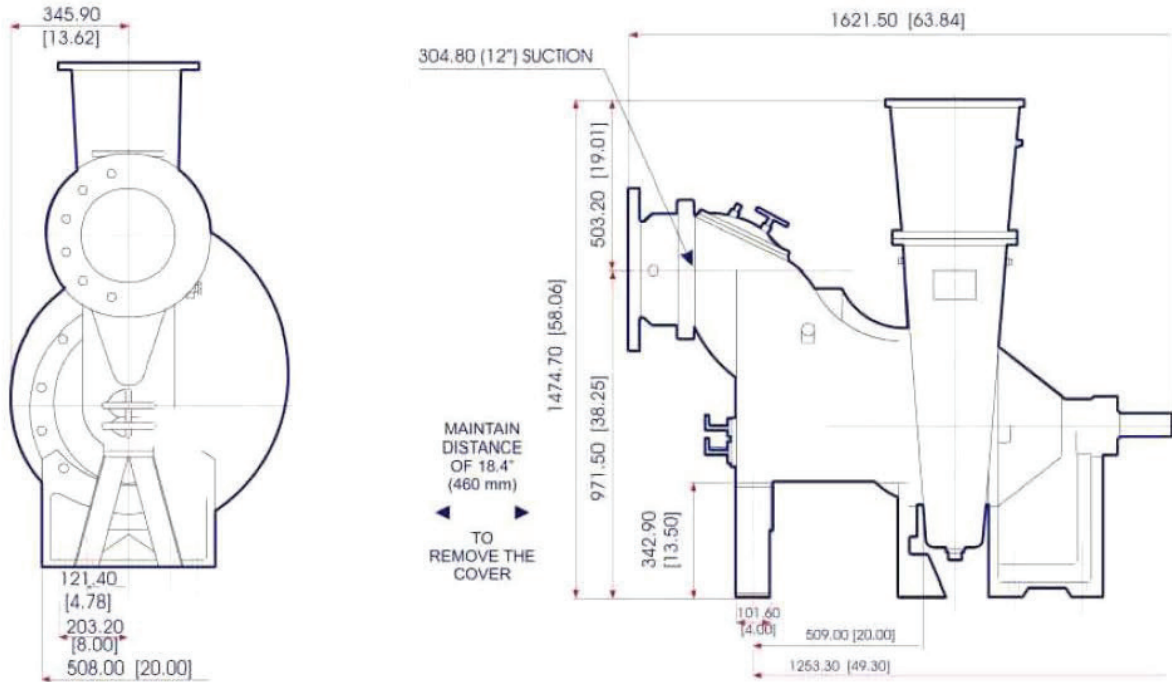 345.90
[13.62]
1621.50 [63.84]
304.80 (12") SUCTION
503.20 [19.01]
1474.70 [58.06]
971.50 [38.25]
MAINTAIN
DISTANCE
OF 18.4"
(460 mm)
TO
REMOVE THE
COVER
342.90
[13.50]
121.40
[4.78]
203.20
[8.00]
508.00 [20.00]
101.60
[4.00]
509.00 [20.00]
1253.30 [49.30]